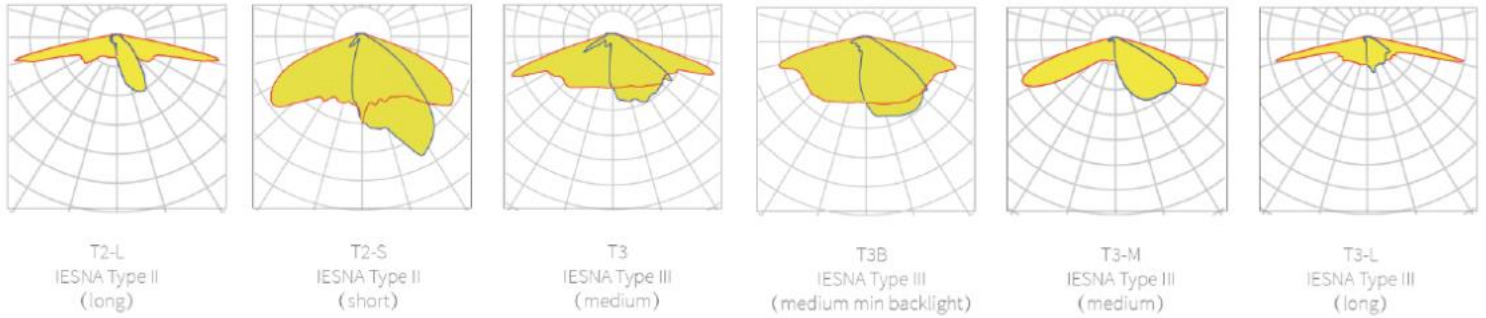 T2-L
IESNA Type II
(long)
T2-S
IESNA Type II
(short)
T3
IESNA Type III
(medium)
T3B
IESNA Type III
(medium min backlight)
T3-M
IESNA Type III
(medium)
T3-L
IESNA Type III
(long)